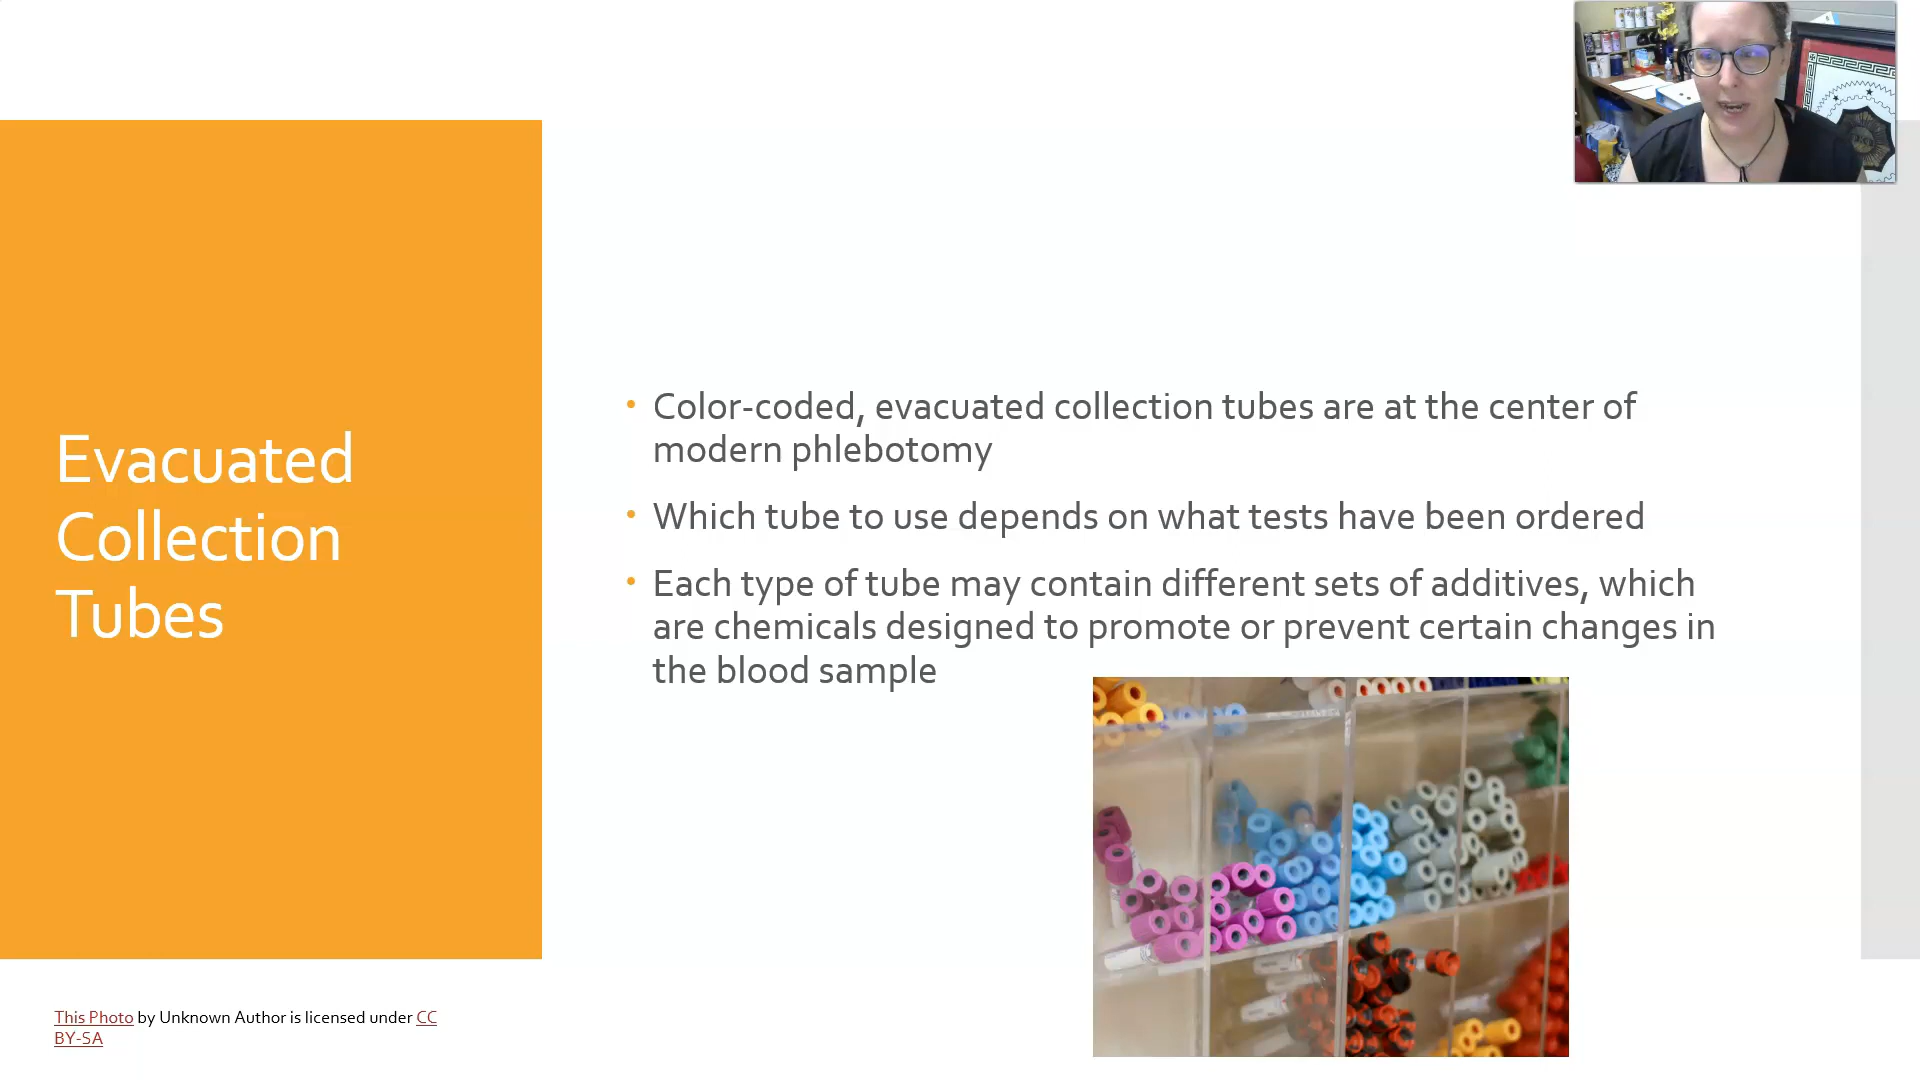 Evacuated
Collection
Tubes
• Color-coded, evacuated collection tubes are at the center of
modern phlebotomy
• Which tube to use depends on what tests have been ordered
• Each type of tube may contain different sets of additives, which
are chemicals designed to promote or prevent certain changes in
the blood sample
This Photo by Unknown Author is licensed under CC
BY-SA